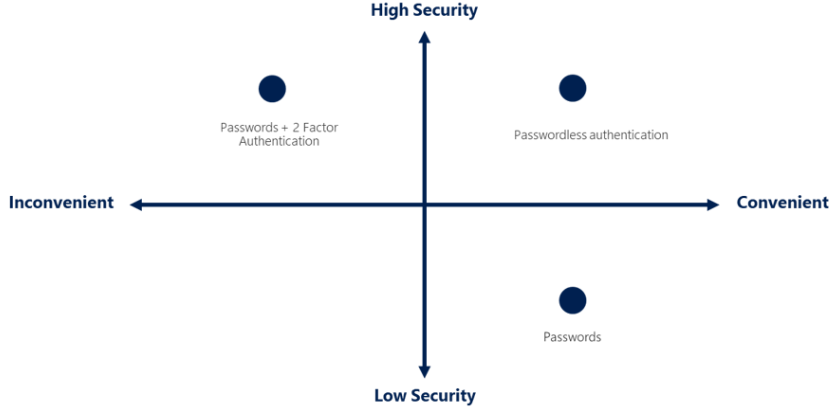 High Security
Passwords + 2 Factor
Authentication
Passwordless authentication
Inconvenient
Convenient
Passwords
Low Security